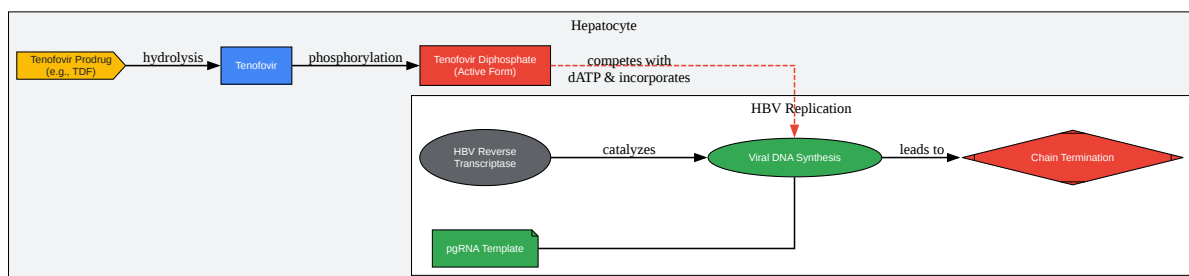 Hepatocyte
Tenofovir Prodrug
(e.g., TDF)
hydrolysis
Tenofovir
phosphorylation
Tenofovir Diphosphate
(Active Form)
competes with
dATP & incorporates
HBV Replication
HBV Reverse
Transcriptase
catalyzes
Viral DNA Synthesis
leads to
Chain Termination
pgRNA Template